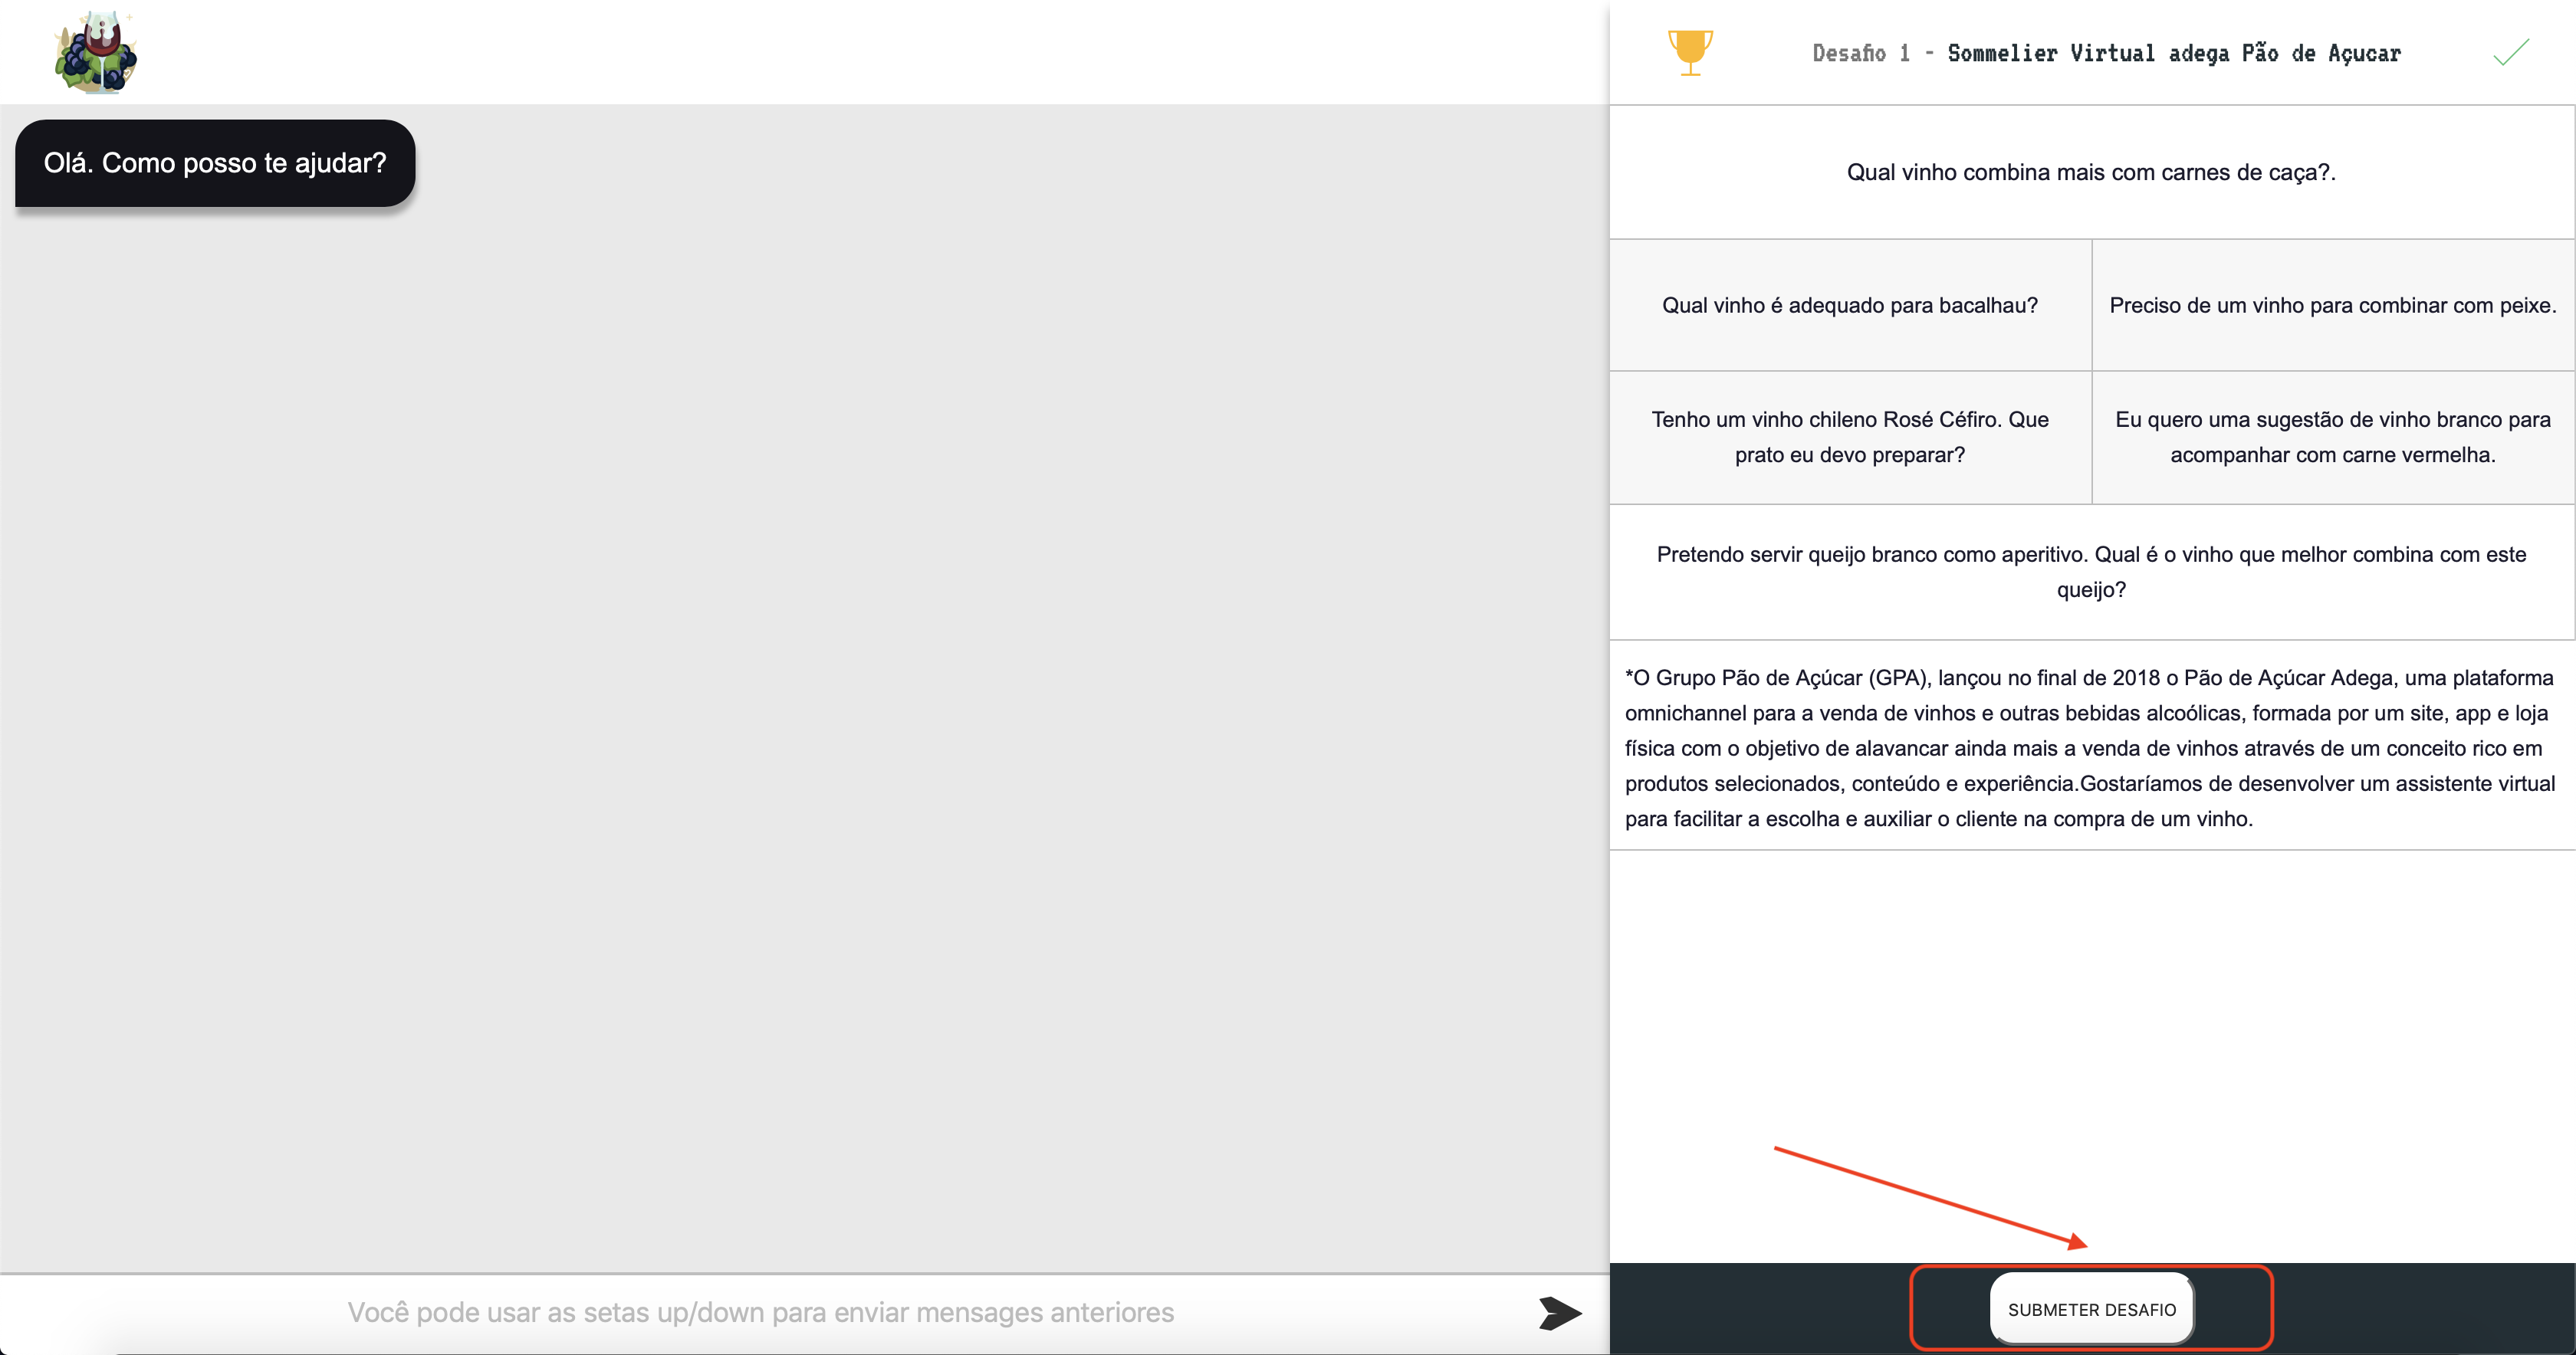 Olá. Como posso te ajudar?
Você pode usar as setas up/down para enviar mensages anteriores
Desafio 1 - Sommelier Virtual adega Pão de Açucar
Qual vinho combina mais com carnes de caça?.
Qual vinho é adequado para bacalhau?
Preciso de um vinho para combinar com peixe.
Tenho um vinho chileno Rosé Céfiro. Que
prato eu devo preparar?
Eu quero uma sugestão de vinho branco para
acompanhar com carne vermelha.
Pretendo servir queijo branco como aperitivo. Qual é o vinho que melhor combina com este
queijo?
*O Grupo Pão de Açúcar (GPA), lançou no final de 2018 o Pão de Açúcar Adega, uma plataforma
omnichannel para a venda de vinhos e outras bebidas alcoólicas, formada por um site, app e loja
física com o objetivo de alavancar ainda mais a venda de vinhos através de um conceito rico em
produtos selecionados, conteúdo e experiência.Gostaríamos de desenvolver um assistente virtual
para facilitar a escolha e auxiliar o cliente na compra de um vinho.
SUBMETER DESAFIO